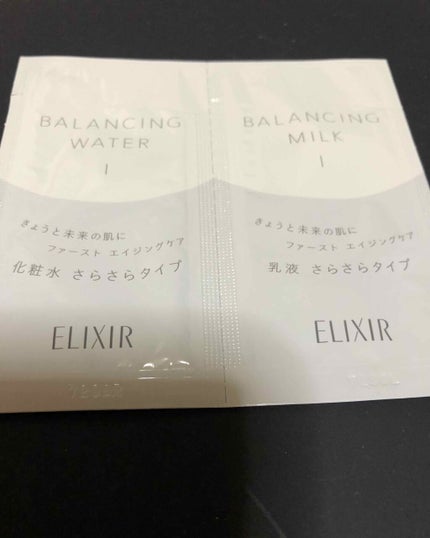 BALANCING
WATER
I
きょうと未来の肌に
ファースト エイジングケア
化粧水 さらさらタイプ
ELIXIR
BALANCING
MILK
I
きょうと未来の肌に
ファースト エイジングケア
乳液 さらさらタイプ
ELIXIR